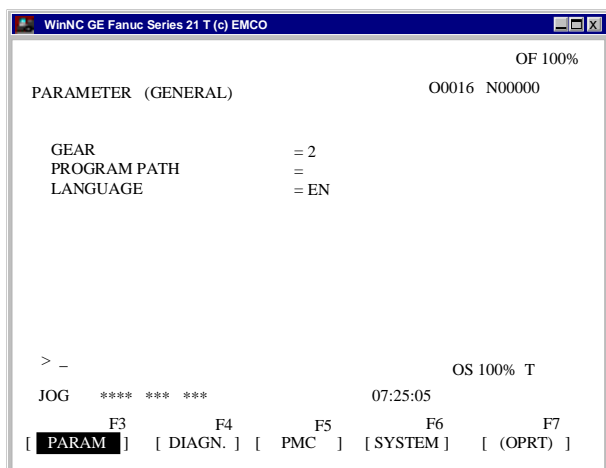 WinNC GE Fanuc Series 21 T (c) EMCO
OF 100%
PARAMETER (GENERAL) O0016 N00000
GEAR = 2
PROGRAM PATH =
LANGUAGE = EN
> _
OS 100% T
JOG **** *** *** 07:25:05
F3 F4 F5 F6 F7
[ PARAM ] [ DIAGN. ] [ PMC ] [ SYSTEM ] [ (OPRT) ]